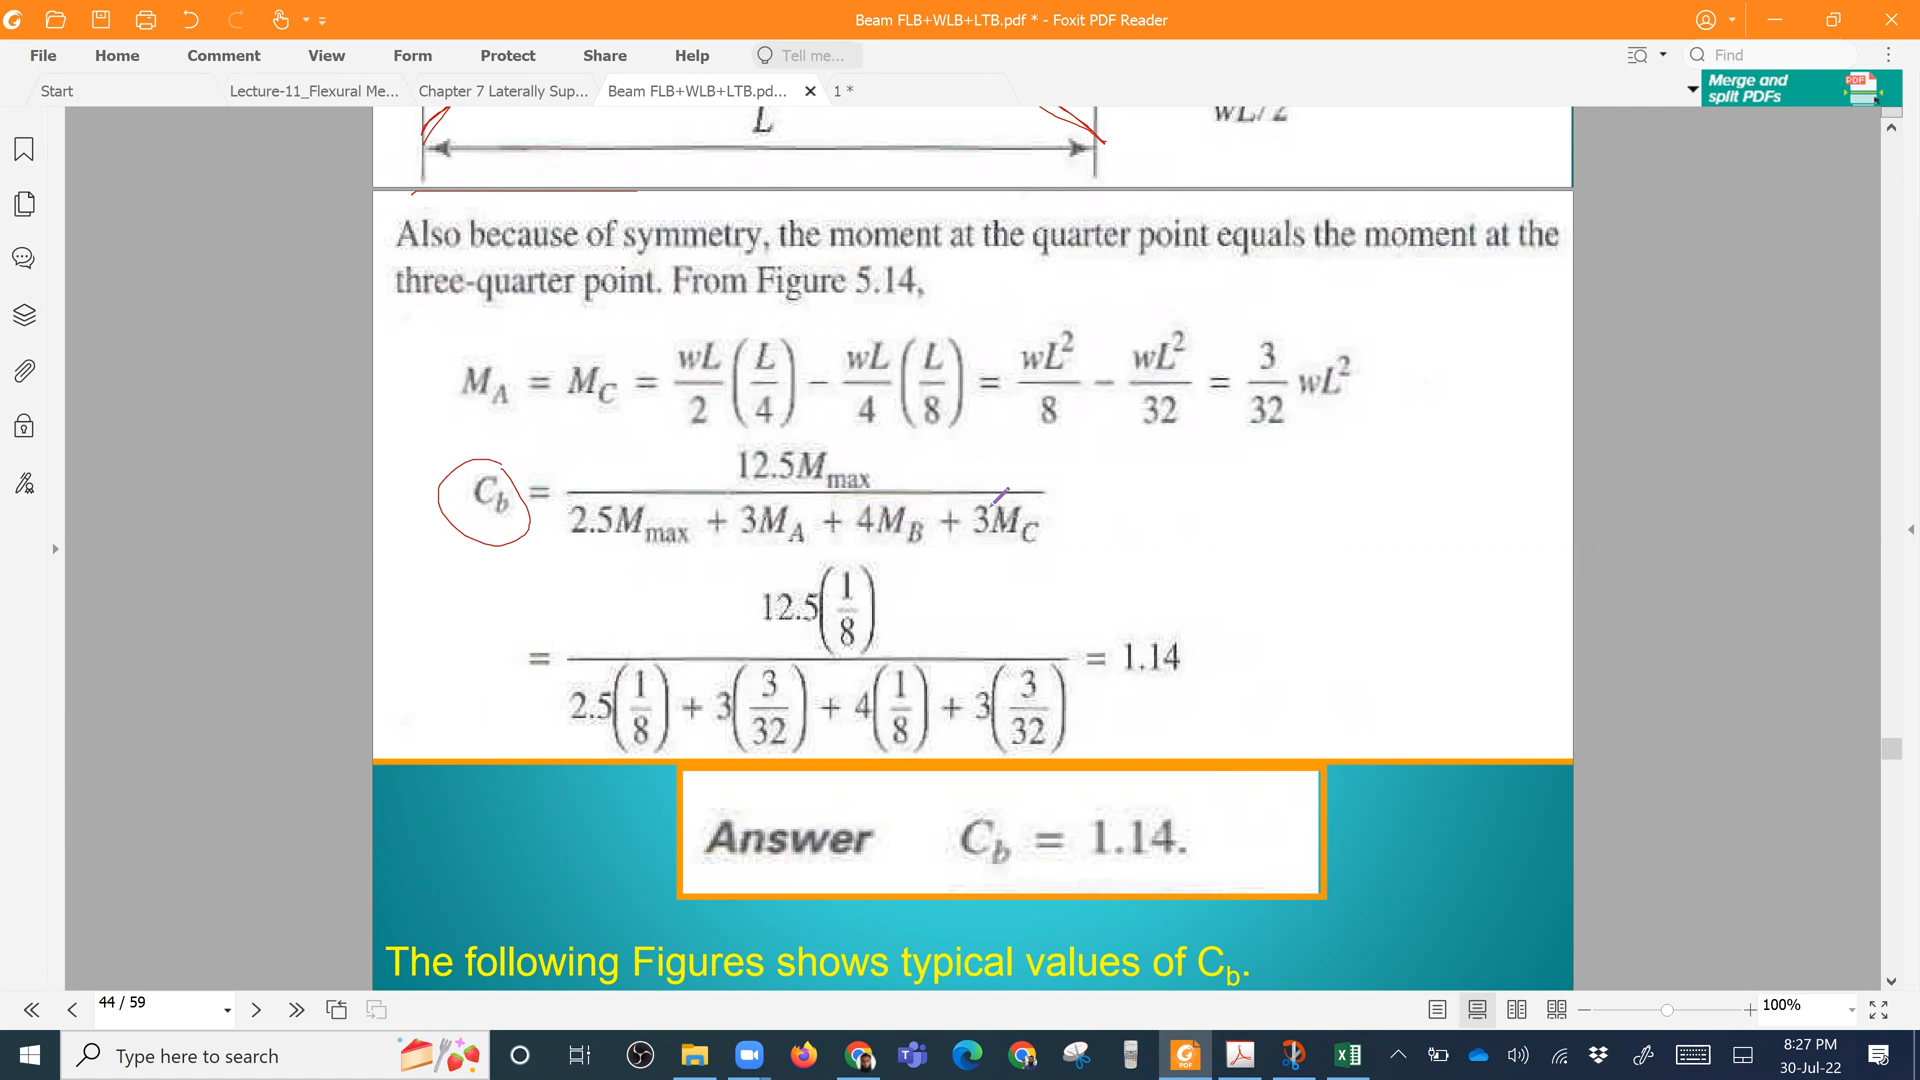 Beam FLB+WLB+LTB.pdf * - Foxit PDF Reader
File Home Comment View Form Protect Share Help Tell me... Find
Start Lecture-11_Flexural Me... Chapter 7 Laterally Sup... Beam FLB+WLB+LTB.pd... 1 *
Merge and
split PDFs
PDF
L
wL/2
Also because of symmetry, the moment at the quarter point equals the moment at the
three-quarter point. From Figure 5.14,
M_A = M_C = wL/2 (L/4) − wL/4 (L/8) = wL²/8 − wL²/32 = 3/32 wL²
C_b = 12.5M_max / 2.5M_max + 3M_A + 4M_B + 3M_C
= 12.5(1/8) / 2.5(1/8) + 3(3/32) + 4(1/8) + 3(3/32) = 1.14
Answer C_b = 1.14.
The following Figures shows typical values of C_b.
44 / 59
100%
Type here to search
8:27 PM
30-Jul-22